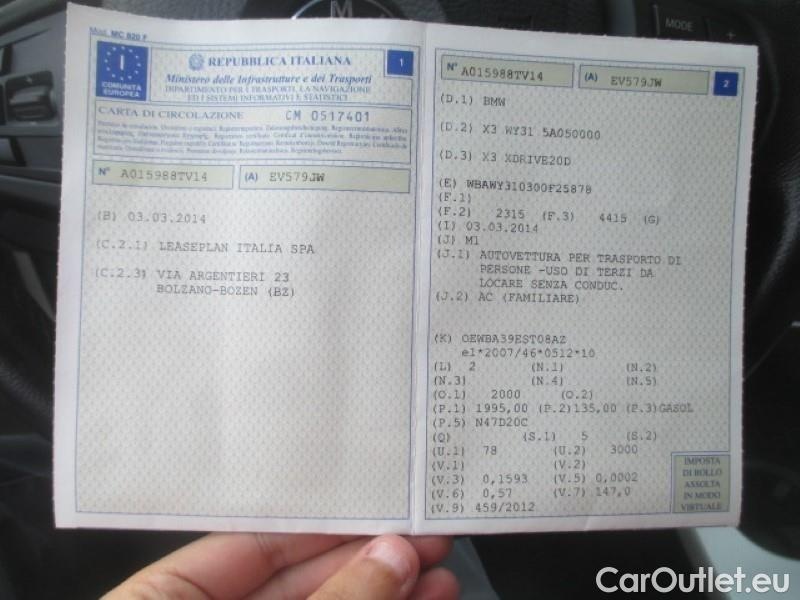 Mod. MC 820 F
I
COMUNITÀ
EUROPEA
REPUBBLICA ITALIANA
1
Ministero delle Infrastrutture e dei Trasporti
DIPARTIMENTO PER I TRASPORTI, LA NAVIGAZIONE
ED I SISTEMI INFORMATIVI E STATISTICI
CARTA DI CIRCOLAZIONE CM 0517401
N° A015988TV14 (A) EV579JW
(B) 03.03.2014
(C.2.1) LEASEPLAN ITALIA SPA
(C.2.3) VIA ARGENTIERI 23
BOLZANO-BOZEN (BZ)
N° A015988TV14 (A) EV579JW 2
(D.1) BMW
(D.2) X3 WY31 5A050000
(D.3) X3 XDRIVE20D
(E) WBAWY310300F25878
(F.1)
(F.2) 2315 (F.3) 4415 (G)
(I) 03.03.2014
(J) M1
(J.1) AUTOVETTURA PER TRASPORTO DI
PERSONE -USO DI TERZI DA
LOCARE SENZA CONDUC.
(J.2) AC (FAMILIARE)
(K) OEWBA39EST08AZ
e1*2007/46*0512*10
(L) 2 (N.1) (N.2)
(N.3) (N.4) (N.5)
(O.1) 2000 (O.2)
(P.1) 1995,00 (P.2) 135,00 (P.3) GASOL
(P.5) N47D20C
(Q) (S.1) 5 (S.2)
(U.1) 78 (U.2) 3000
(V.1) (V.2)
(V.3) 0,1593 (V.5) 0,0002
(V.6) 0,57 (V.7) 147,0
(V.9) 459/2012
IMPOSTA
DI BOLLO
ASSOLTA
IN MODO
VIRTUALE
M
MODE
+
CarOutlet.eu